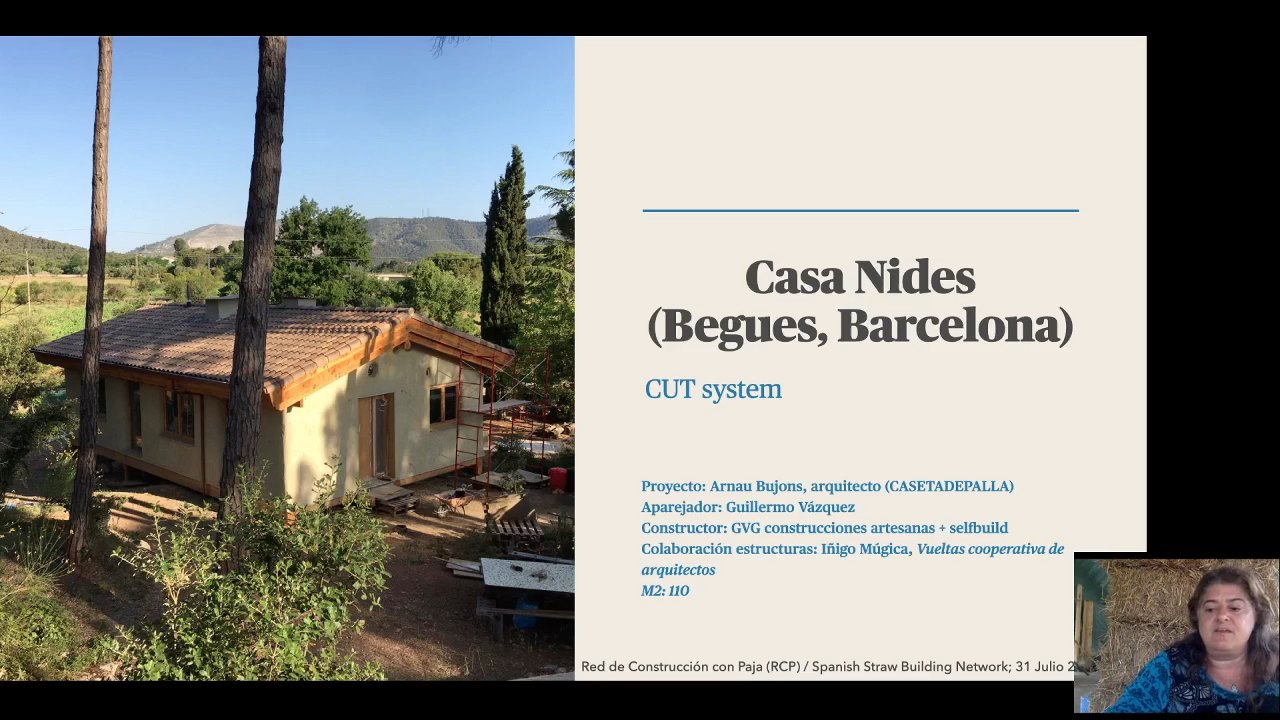 Casa Nides
(Begues, Barcelona)
CUT system
Proyecto: Arnau Bujons, arquitecto (CASETADEPALLA)
Aparejador: Guillermo Vázquez
Constructor: GVG construcciones artesanas + selfbuild
Colaboración estructuras: Iñigo Múgica, Vueltas cooperativa de
arquitectos
M2: 110
Red de Construcción con Paja (RCP) / Spanish Straw Building Network; 31 Julio